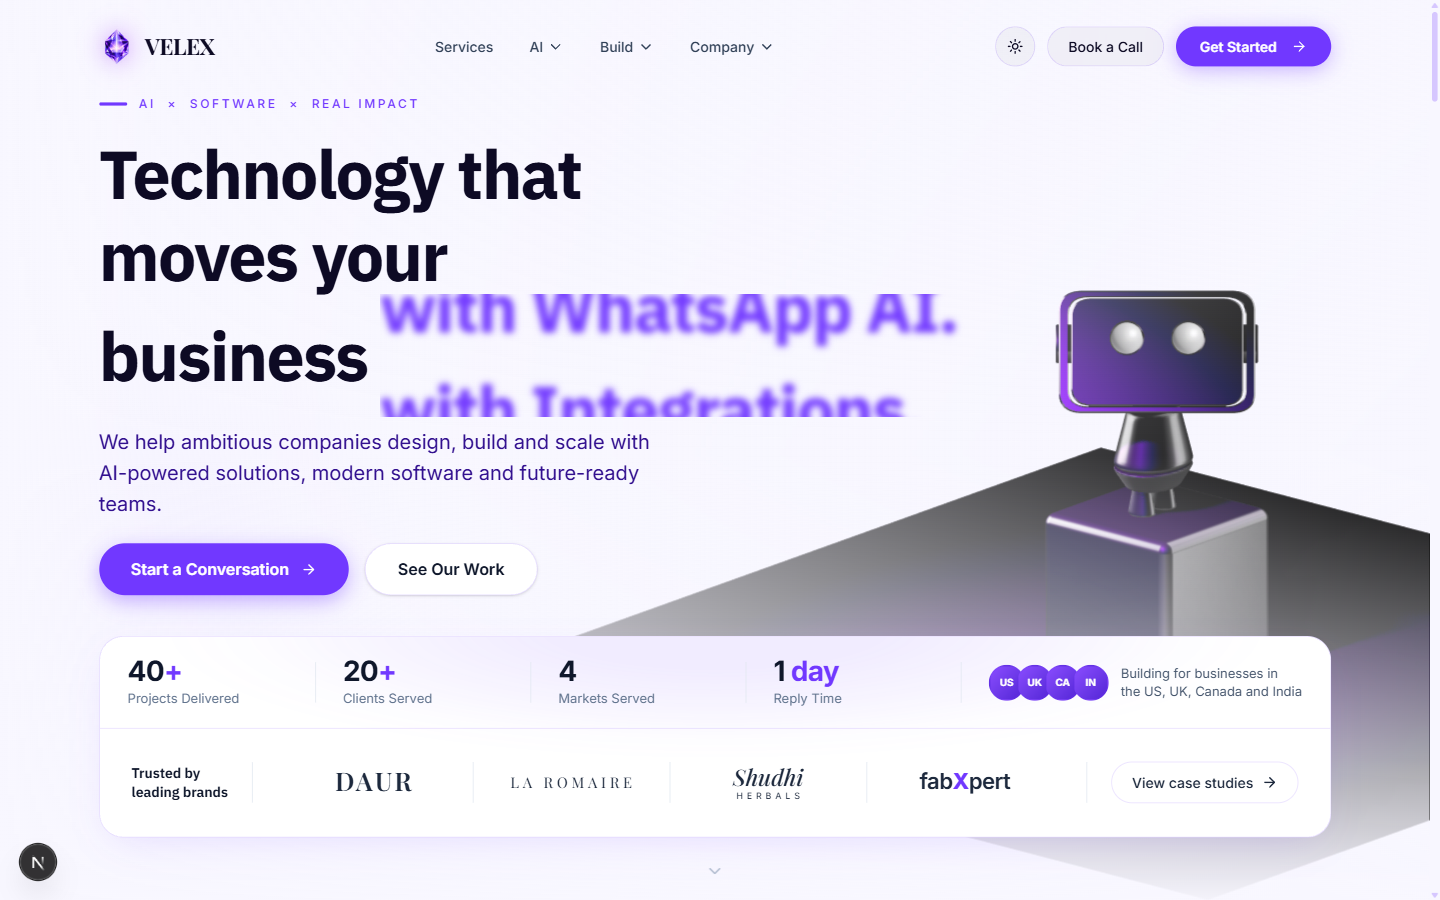 VELEX
Services
AI
Build
Company
Book a Call
Get Started
AI × SOFTWARE × REAL IMPACT
Technology that
moves your
business
with WhatsApp AI.
with Integrations
We help ambitious companies design, build and scale with
AI-powered solutions, modern software and future-ready
teams.
Start a Conversation
See Our Work
40+
Projects Delivered
20+
Clients Served
4
Markets Served
1 day
Reply Time
US UK CA IN
Building for businesses in
the US, UK, Canada and India
Trusted by
leading brands
DAUR
LA ROMAIRE
Shudhi
HERBALS
fabXpert
View case studies
N